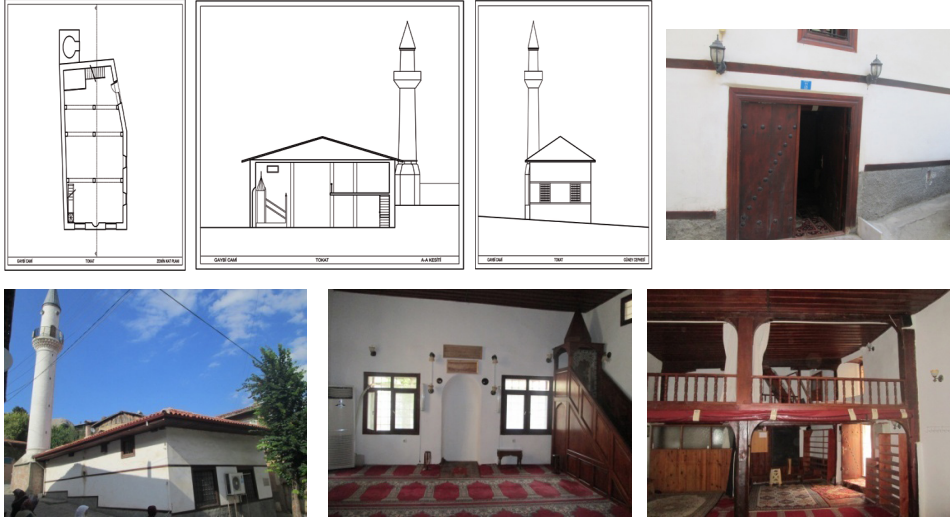 GAYBİ CAMİ TOKAT ZEMİN KAT PLANI
GAYBİ CAMİ TOKAT A-A KESİTİ
GAYBİ CAMİ TOKAT GÜNEY CEPHESİ